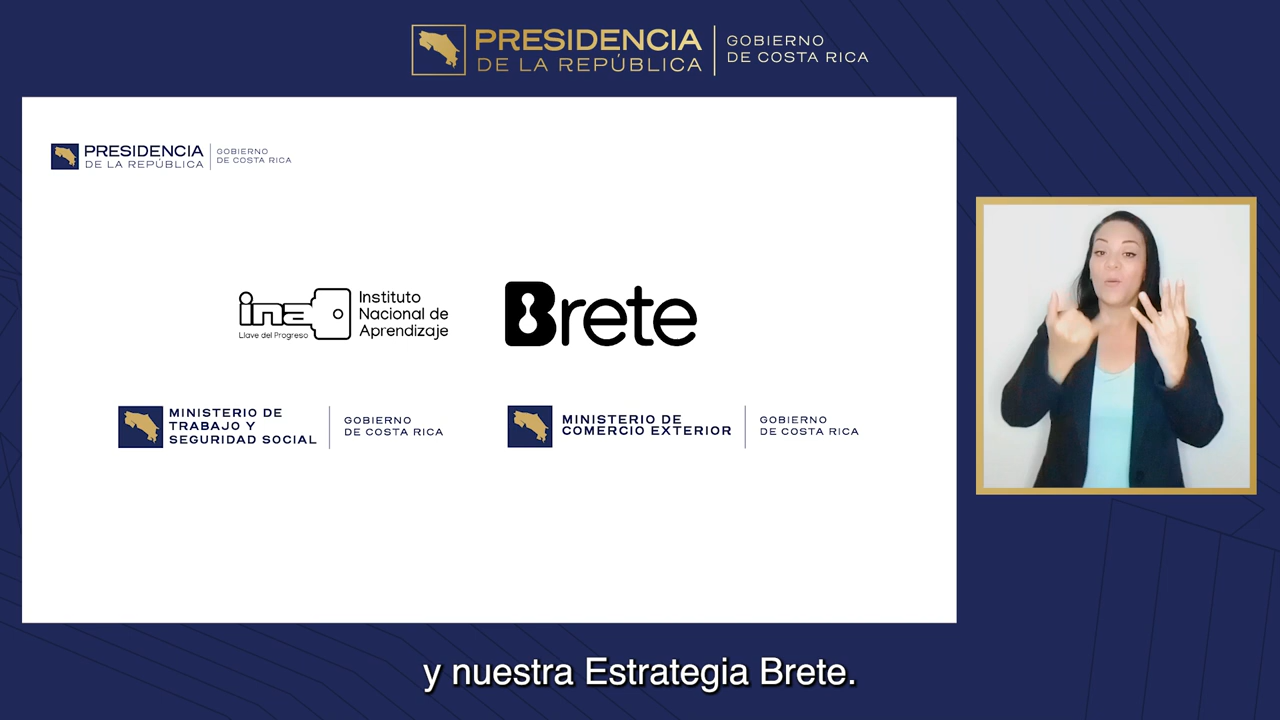 PRESIDENCIA
DE LA REPÚBLICA
GOBIERNO
DE COSTA RICA
PRESIDENCIA
DE LA REPÚBLICA
GOBIERNO
DE COSTA RICA
ina
Llave del Progreso
Instituto
Nacional de
Aprendizaje
Brete
MINISTERIO DE
TRABAJO Y
SEGURIDAD SOCIAL
GOBIERNO
DE COSTA RICA
MINISTERIO DE
COMERCIO EXTERIOR
GOBIERNO
DE COSTA RICA
y nuestra Estrategia Brete.